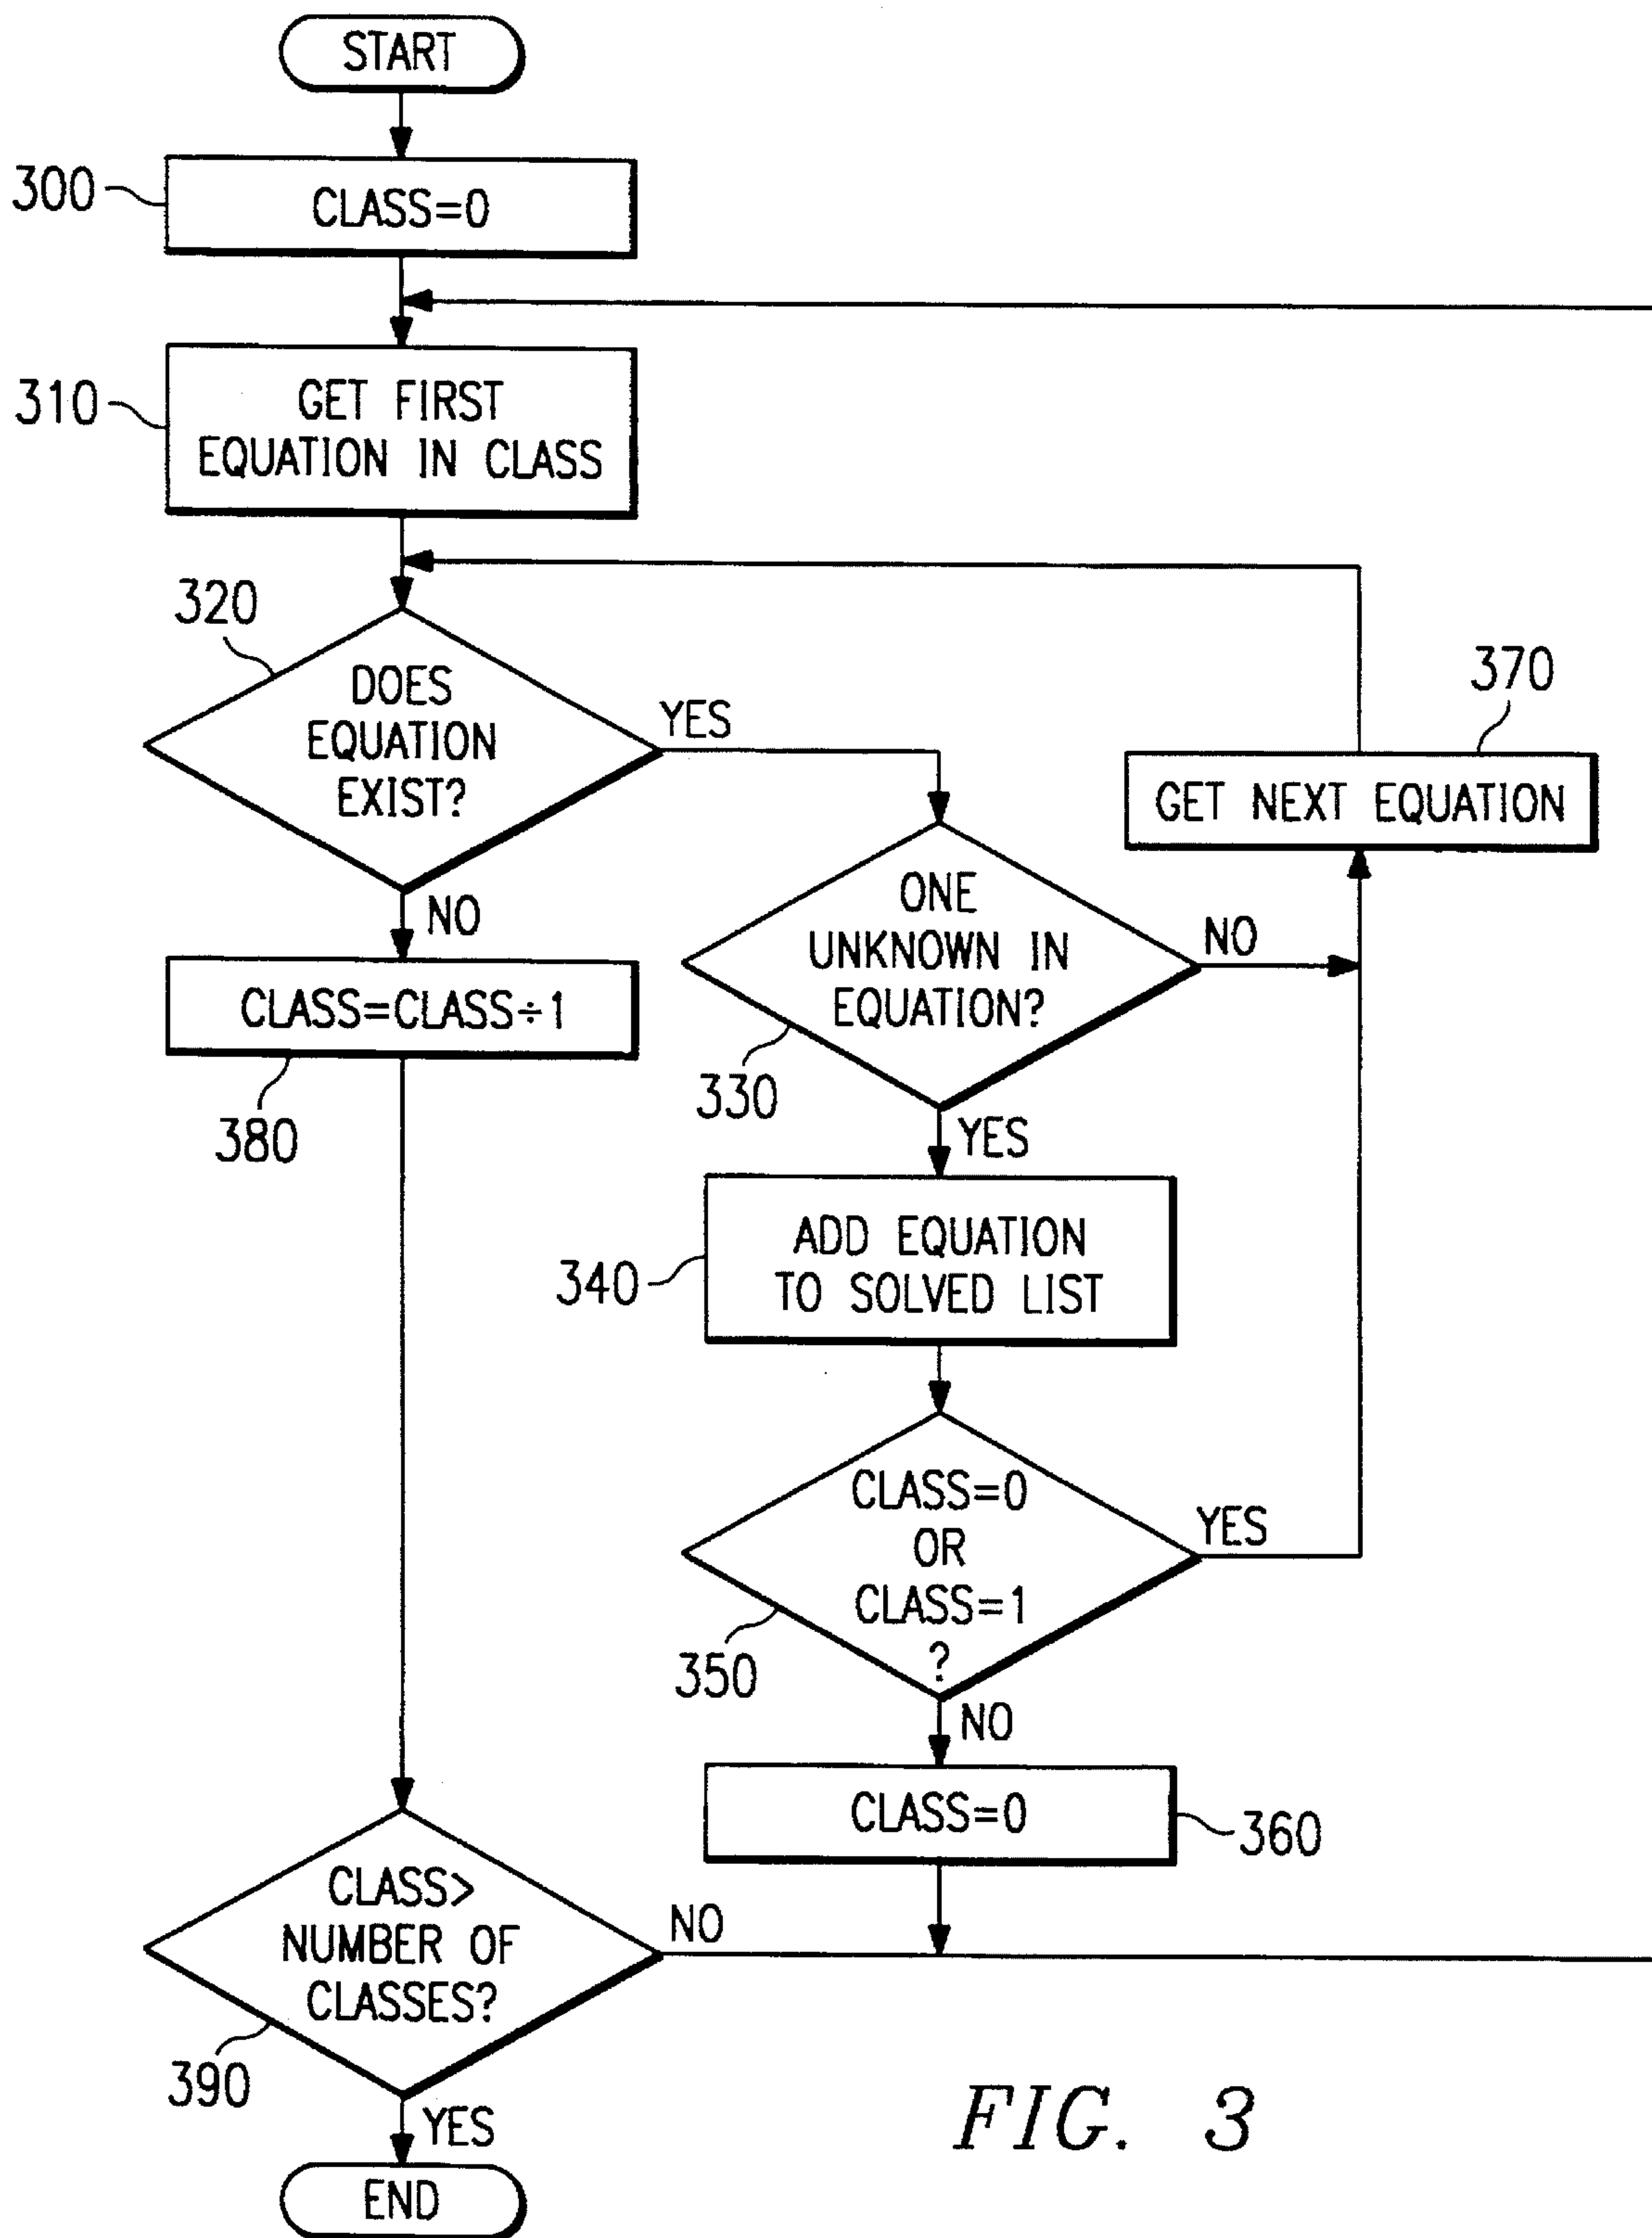 START
300
CLASS=0
310
GET FIRST
EQUATION IN CLASS
320
DOES
EQUATION
EXIST?
YES
NO
370
GET NEXT EQUATION
ONE
UNKNOWN IN
EQUATION?
NO
330
YES
CLASS=CLASS÷1
380
340
ADD EQUATION
TO SOLVED LIST
CLASS=0
OR
CLASS=1
?
YES
350
NO
CLASS=0
360
CLASS>
NUMBER OF
CLASSES?
NO
390
YES
END
FIG. 3